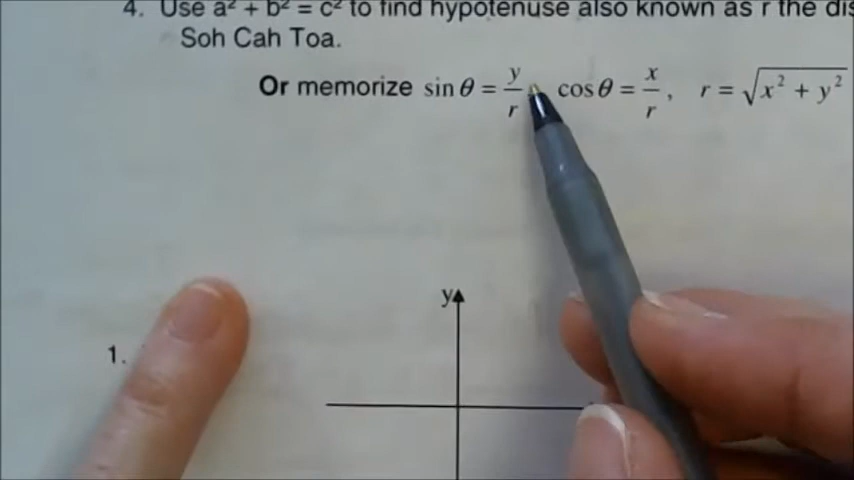 4. Use a² + b² = c² to find hypotenuse also known as r the
Soh Cah Toa.
Or memorize sin θ = y/r cos θ = x/r, r = √(x² + y²)
y
1.